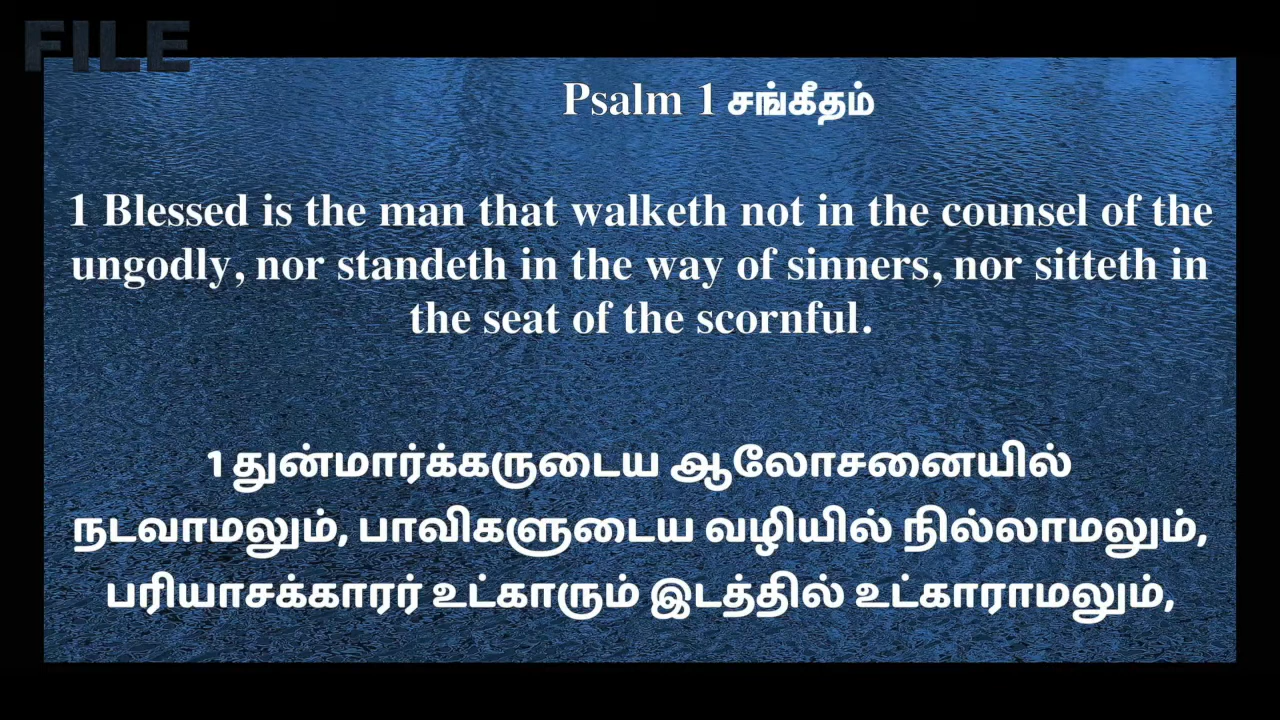 FILE
Psalm 1 சங்கீதம்
1 Blessed is the man that walketh not in the counsel of the
ungodly, nor standeth in the way of sinners, nor sitteth in
the seat of the scornful.
1 துன்மார்க்கருடைய ஆலோசனையில்
நடவாமலும், பாவிகளுடைய வழியில் நில்லாமலும்,
பரியாசக்காரர் உட்காரும் இடத்தில் உட்காராமலும்,